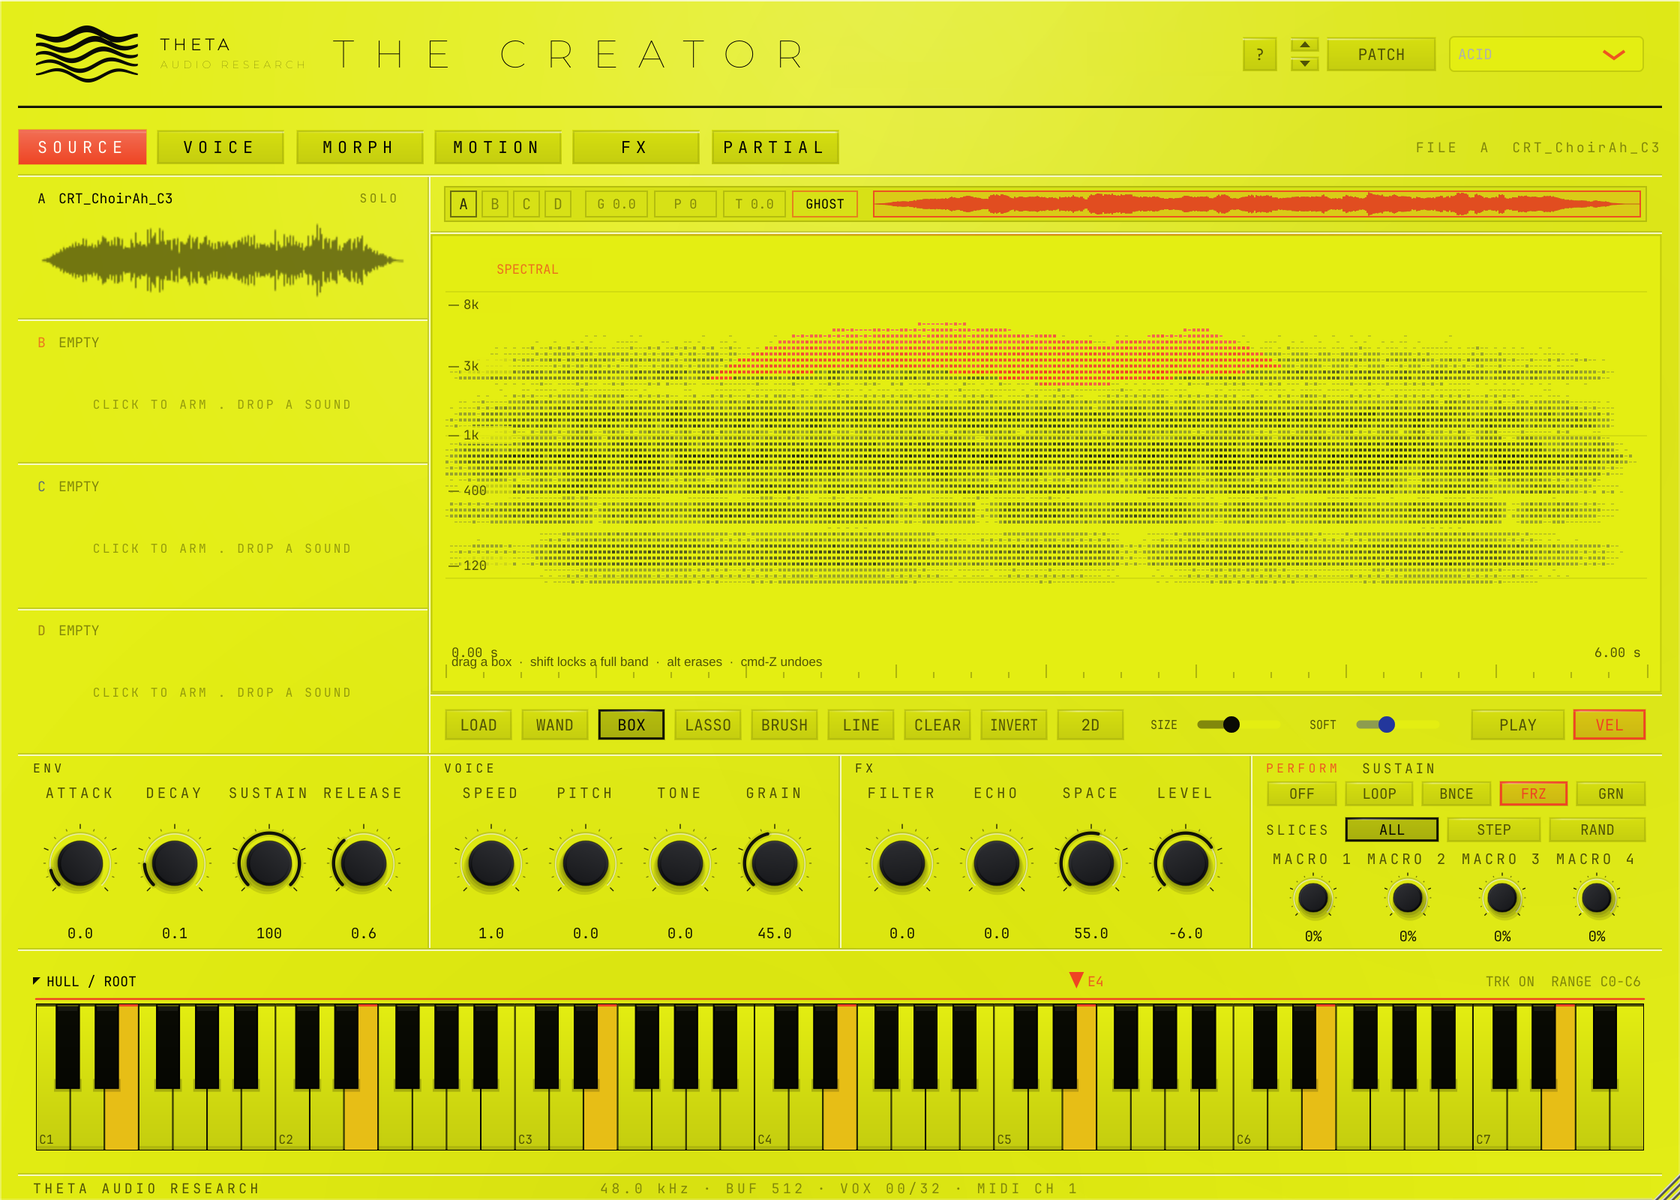 THETA
AUDIO RESEARCH
THE CREATOR
? PATCH ACID
SOURCE VOICE MORPH MOTION FX PARTIAL
FILE A CRT_ChoirAh_C3
A CRT_ChoirAh_C3 SOLO
B EMPTY
CLICK TO ARM . DROP A SOUND
C EMPTY
CLICK TO ARM . DROP A SOUND
D EMPTY
CLICK TO ARM . DROP A SOUND
A B C D G 0.0 P 0 T 0.0 GHOST
SPECTRAL
8k
3k
1k
400
120
0.00 s 6.00 s
drag a box · shift locks a full band · alt erases · cmd-Z undoes
LOAD WAND BOX LASSO BRUSH LINE CLEAR INVERT 2D SIZE SOFT PLAY VEL
ENV
ATTACK DECAY SUSTAIN RELEASE
0.0 0.1 100 0.6
VOICE
SPEED PITCH TONE GRAIN
1.0 0.0 0.0 45.0
FX
FILTER ECHO SPACE LEVEL
0.0 0.0 55.0 -6.0
PERFORM SUSTAIN
OFF LOOP BNCE FRZ GRN
SLICES ALL STEP RAND
MACRO 1 MACRO 2 MACRO 3 MACRO 4
0% 0% 0% 0%
HULL / ROOT E4 TRK ON RANGE C0-C6
C1 C2 C3 C4 C5 C6 C7
THETA AUDIO RESEARCH 48.0 kHz · BUF 512 · VOX 00/32 · MIDI CH 1